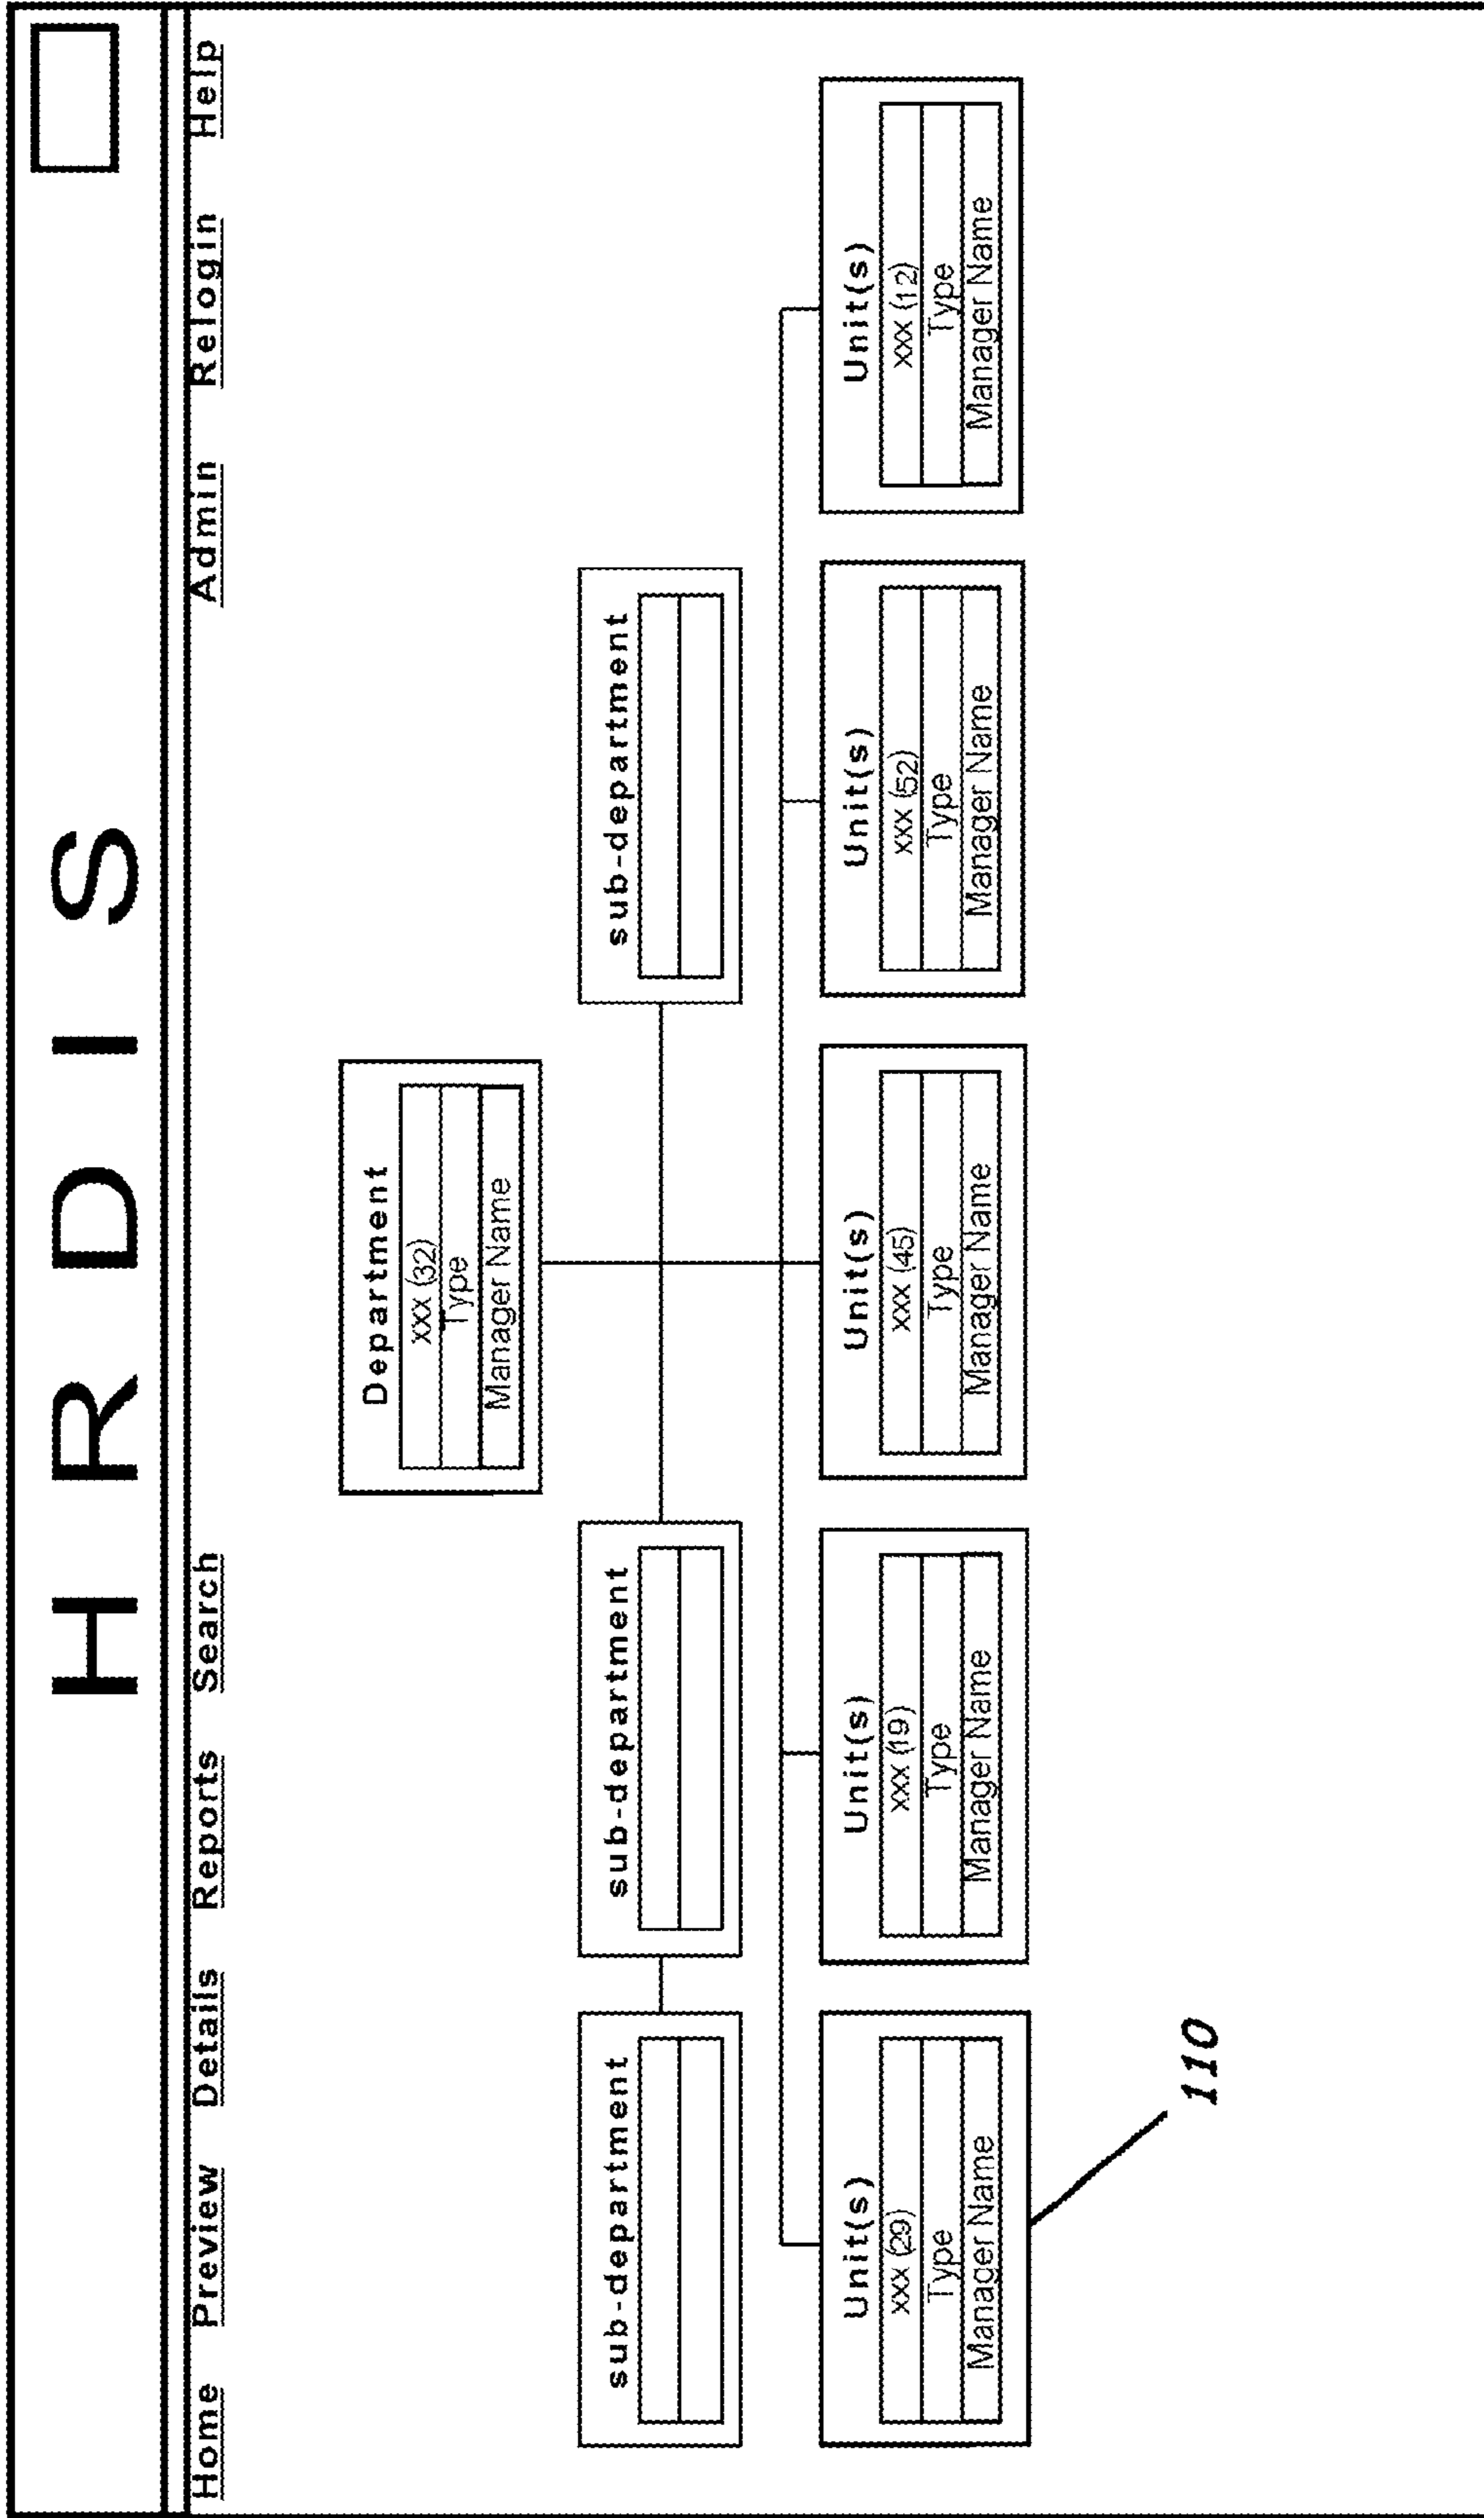 H R D I S
Home Preview Details Reports Search Admin Relogin Help
Department
xxx (32)
Type
Manager Name
sub-department sub-department sub-department
Unit(s) Unit(s) Unit(s) Unit(s) Unit(s)
xxx (29) xxx (19) xxx (45) xxx (52) xxx (12)
Type Type Type Type Type
Manager Name Manager Name Manager Name Manager Name Manager Name
110